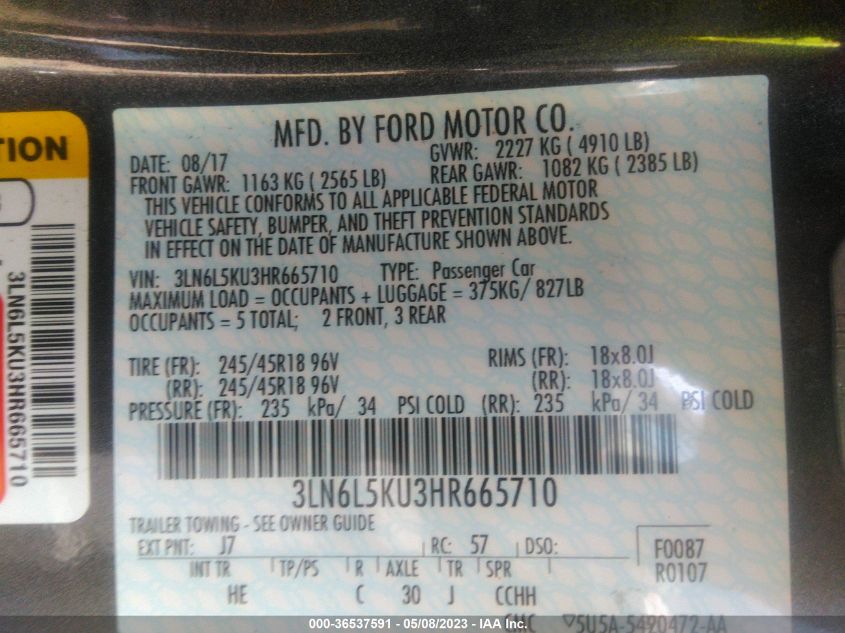 MFD. BY FORD MOTOR CO.
DATE: 08/17 GVWR: 2227 KG ( 4910 LB)
FRONT GAWR: 1163 KG ( 2565 LB) REAR GAWR: 1082 KG ( 2385 LB)
THIS VEHICLE CONFORMS TO ALL APPLICABLE FEDERAL MOTOR
VEHICLE SAFETY, BUMPER, AND THEFT PREVENTION STANDARDS
IN EFFECT ON THE DATE OF MANUFACTURE SHOWN ABOVE.
VIN: 3LN6L5KU3HR665710 TYPE: Passenger Car
MAXIMUM LOAD = OCCUPANTS + LUGGAGE = 375KG/ 827LB
OCCUPANTS = 5 TOTAL; 2 FRONT, 3 REAR
TIRE (FR): 245/45R18 96V RIMS (FR): 18x8.0J
(RR): 245/45R18 96V (RR): 18x8.0J
PRESSURE (FR): 235 kPa/ 34 PSI COLD (RR): 235 kPa/ 34 PSI COLD
3LN6L5KU3HR665710
TRAILER TOWING - SEE OWNER GUIDE
EXT PNT: J7 RC: 57 DSO: F0087
INT TR TP/PS R AXLE TR SPR R0107
HE C 30 J CCHH
CMC ▽5U5A-5420472-AA
TION
3LN6L5KU3HR665710
000-36537591 - 05/08/2023 - IAA Inc.